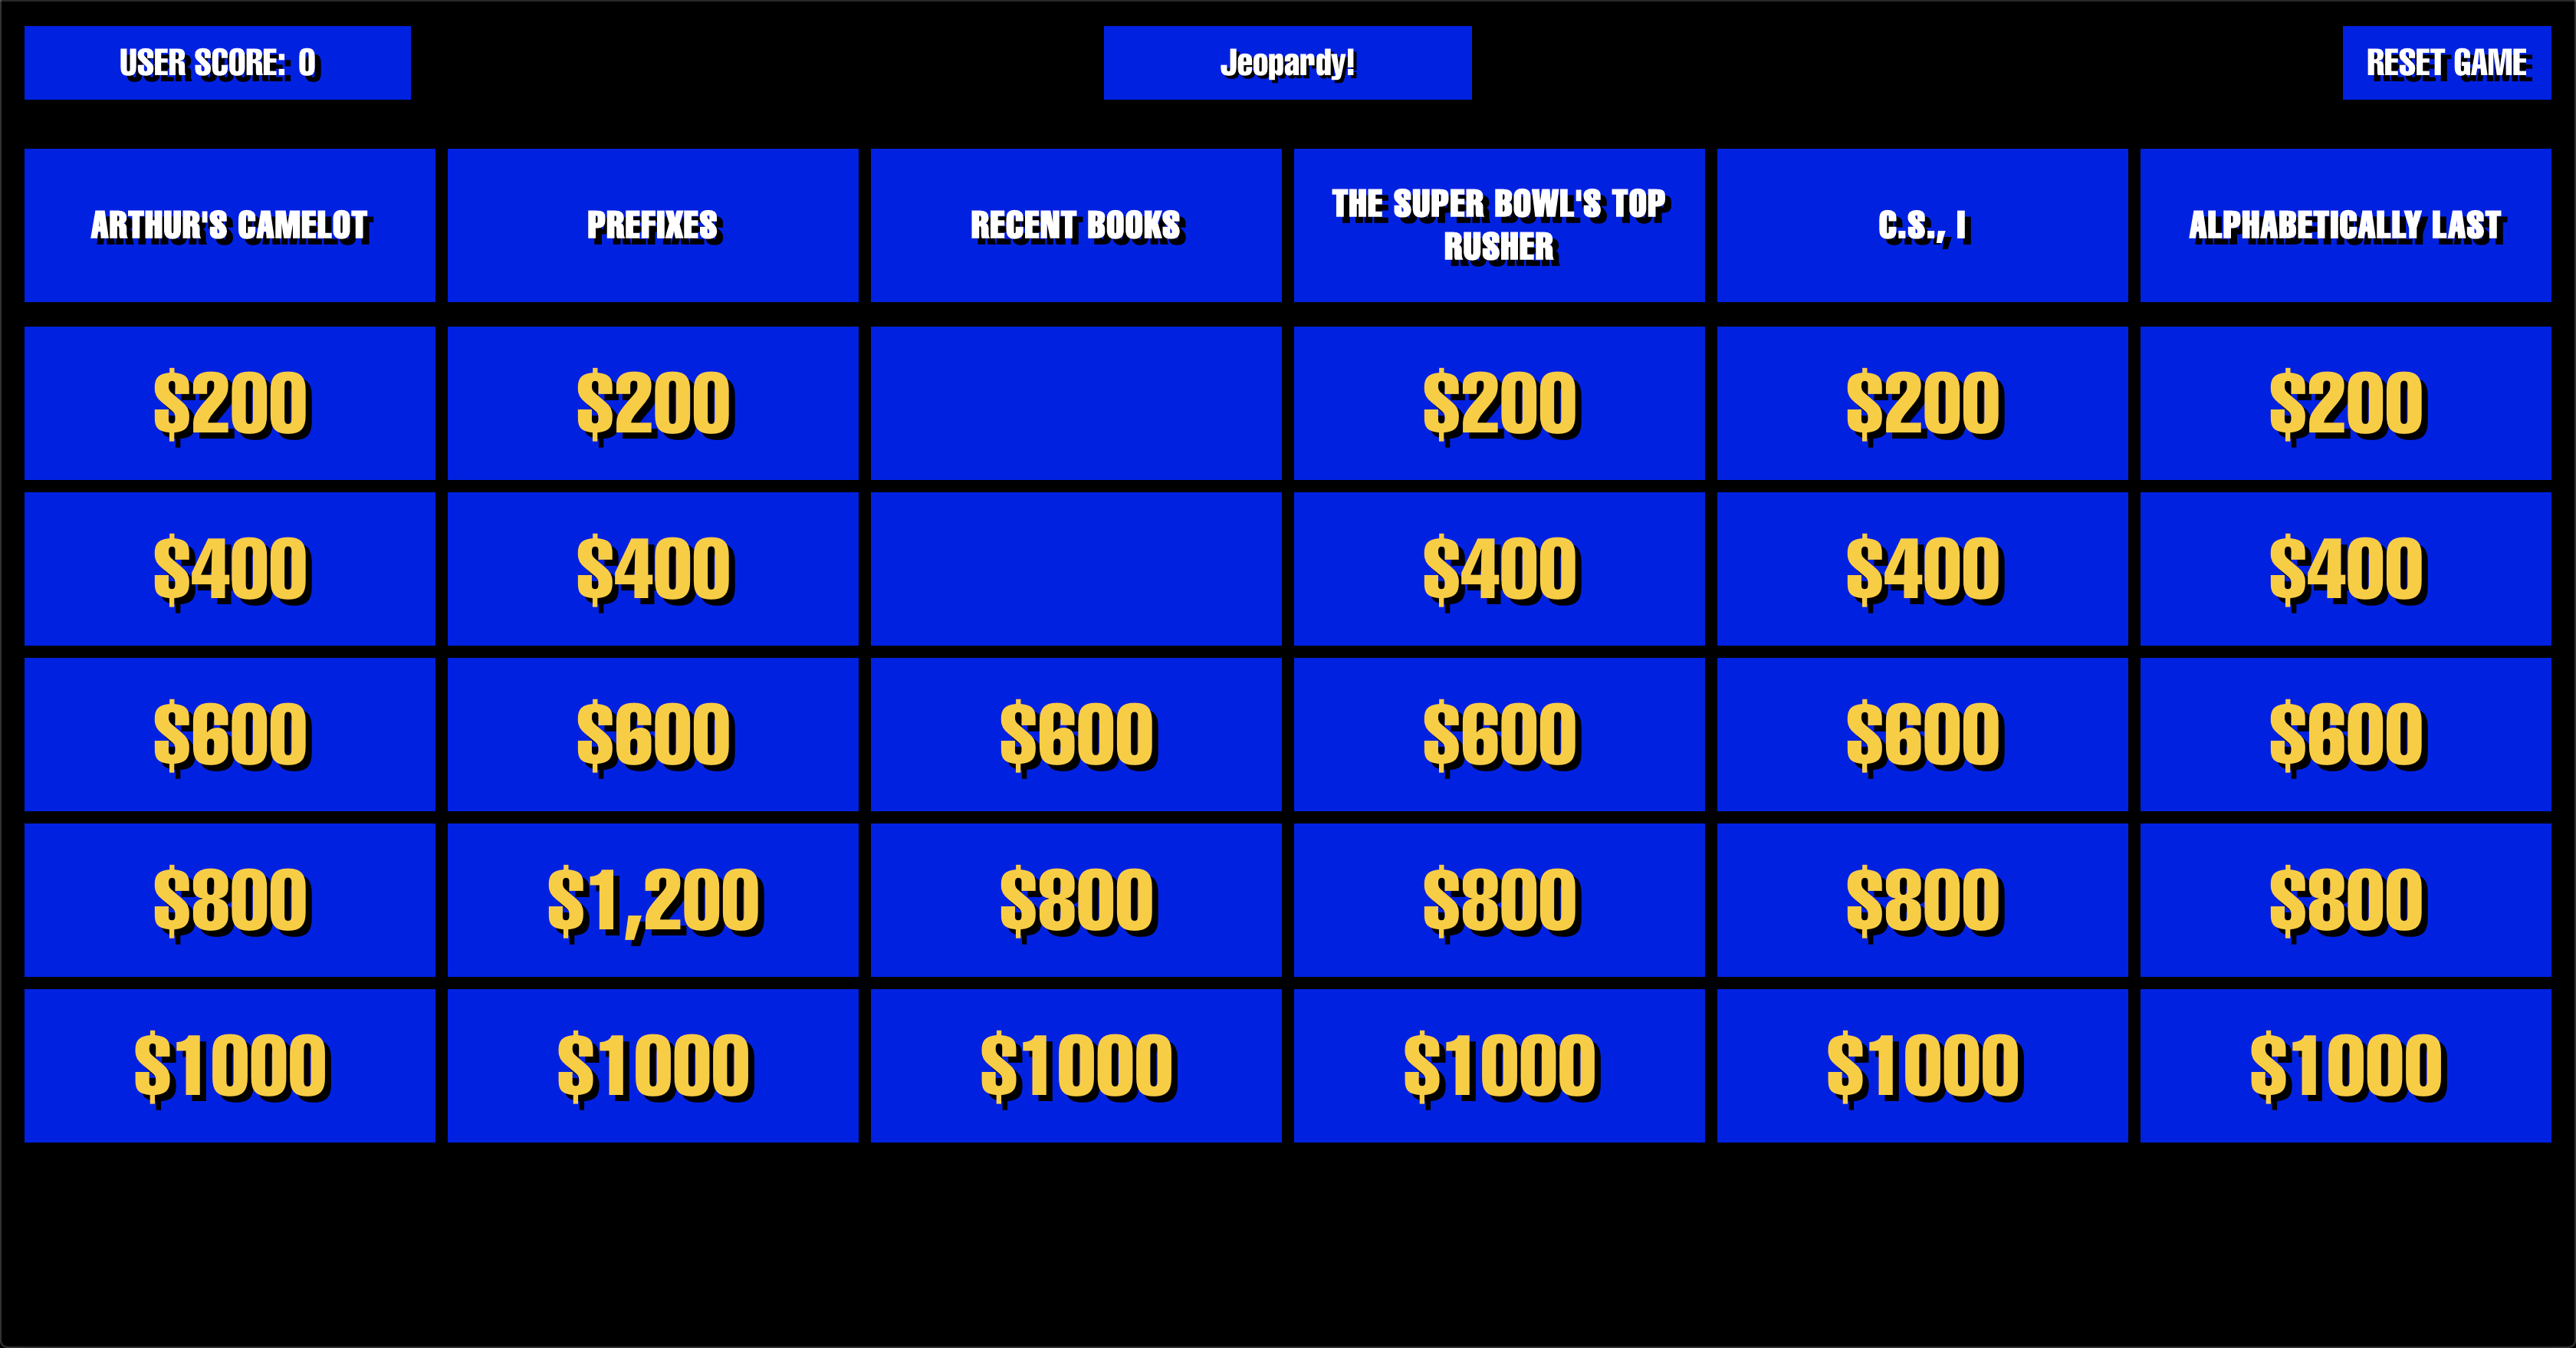 USER SCORE: 0
Jeopardy!
RESET GAME
ARTHUR'S CAMELOT
PREFIXES
RECENT BOOKS
THE SUPER BOWL'S TOP
RUSHER
C.S., I
ALPHABETICALLY LAST
$200 $200 $200 $200 $200
$400 $400 $400 $400 $400
$600 $600 $600 $600 $600 $600
$800 $1,200 $800 $800 $800 $800
$1000 $1000 $1000 $1000 $1000 $1000